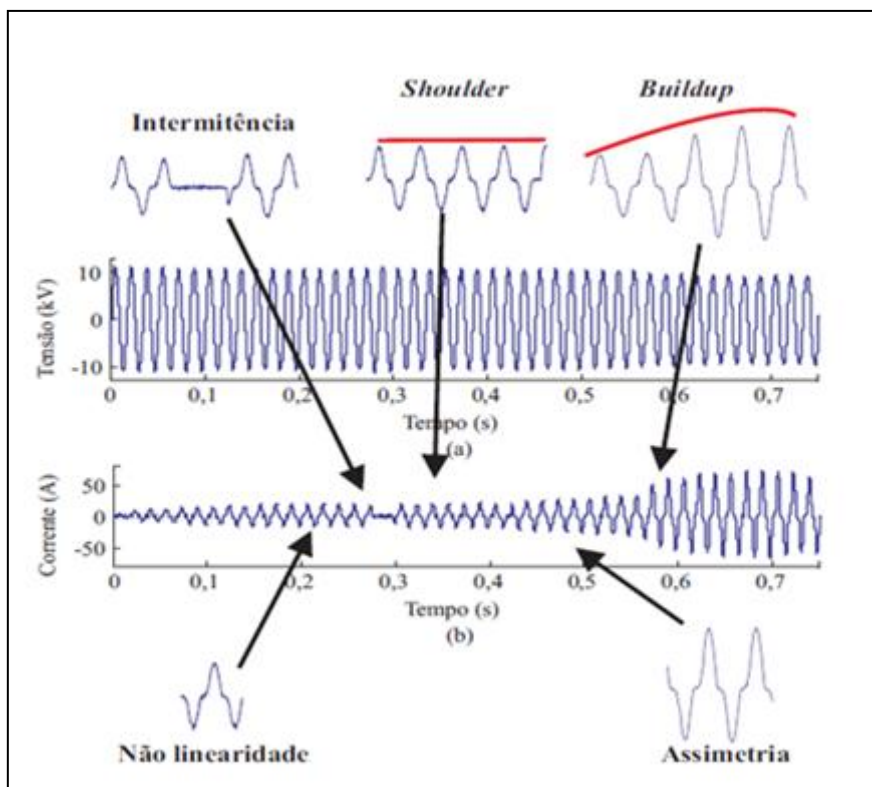 Shoulder
Buildup
Intermitência
Tensão (kV)
10
0
-10
0
0,1
0,2
0,3
0,4
0,5
0,6
0,7
Tempo (s)
(a)
Corrente (A)
50
0
-50
0
0,1
0,2
0,3
0,4
0,5
0,6
0,7
Tempo (s)
(b)
Não linearidade
Assimetria